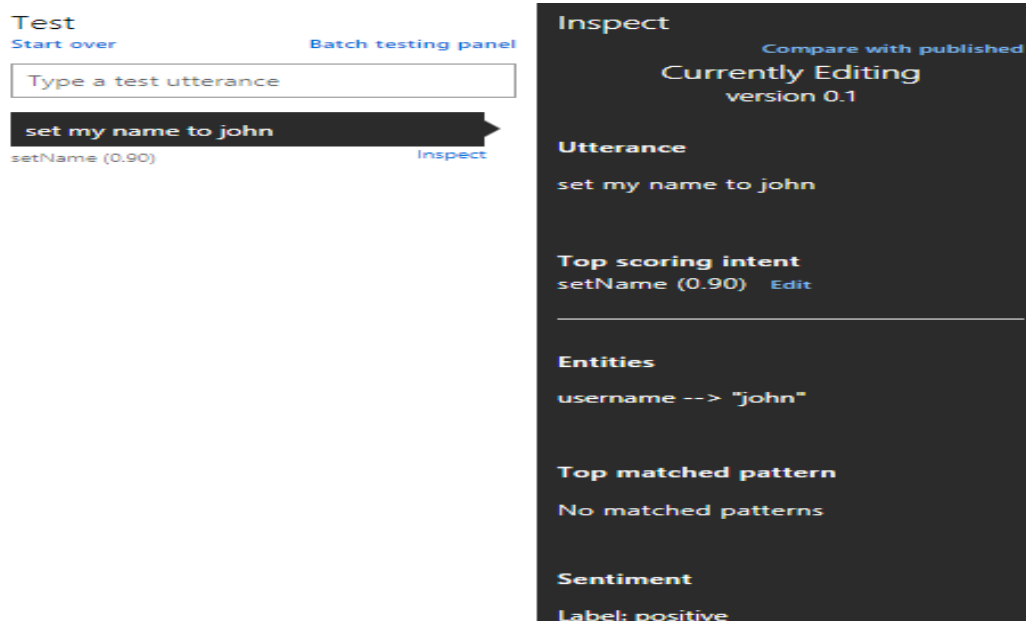 Test
Start over Batch testing panel
Type a test utterance
set my name to john
setName (0.90) Inspect
Inspect
Compare with published
Currently Editing
version 0.1
Utterance
set my name to john
Top scoring intent
setName (0.90) Edit
Entities
username --> "john"
Top matched pattern
No matched patterns
Sentiment
Label: positive